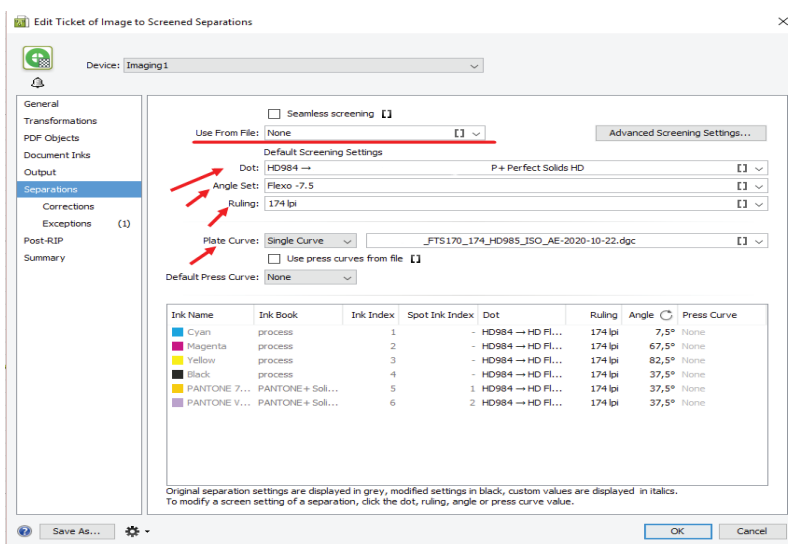 Edit Ticket of Image to Screened Separations
Device: Imaging1
General
Transformations
PDF Objects
Document Inks
Output
Separations
Corrections
Exceptions (1)
Post-RIP
Summary
Seamless screening []
Use From File: None []
Advanced Screening Settings...
Default Screening Settings
Dot: HD984 → P+Perfect Solids HD []
Angle Set: Flexo -7.5 []
Ruling: 174 lpi []
Plate Curve: Single Curve _FTS170_174_HD985_ISO_AE-2020-10-22.dgc []
Use press curves from file []
Default Press Curve: None
Ink Name Ink Book Ink Index Spot Ink Index Dot Ruling Angle Press Curve
Cyan process 1 - HD984 → HD Fl... 174 lpi 7,5° None
Magenta process 2 - HD984 → HD Fl... 174 lpi 67,5° None
Yellow process 3 - HD984 → HD Fl... 174 lpi 82,5° None
Black process 4 - HD984 → HD Fl... 174 lpi 37,5° None
PANTONE 7... PANTONE+ Soli... 5 1 HD984 → HD Fl... 174 lpi 37,5° None
PANTONE V... PANTONE+ Soli... 6 2 HD984 → HD Fl... 174 lpi 37,5° None
Original separation settings are displayed in grey, modified settings in black, custom values are displayed in italics.
To modify a screen setting of a separation, click the dot, ruling, angle or press curve value.
Save As...
OK
Cancel